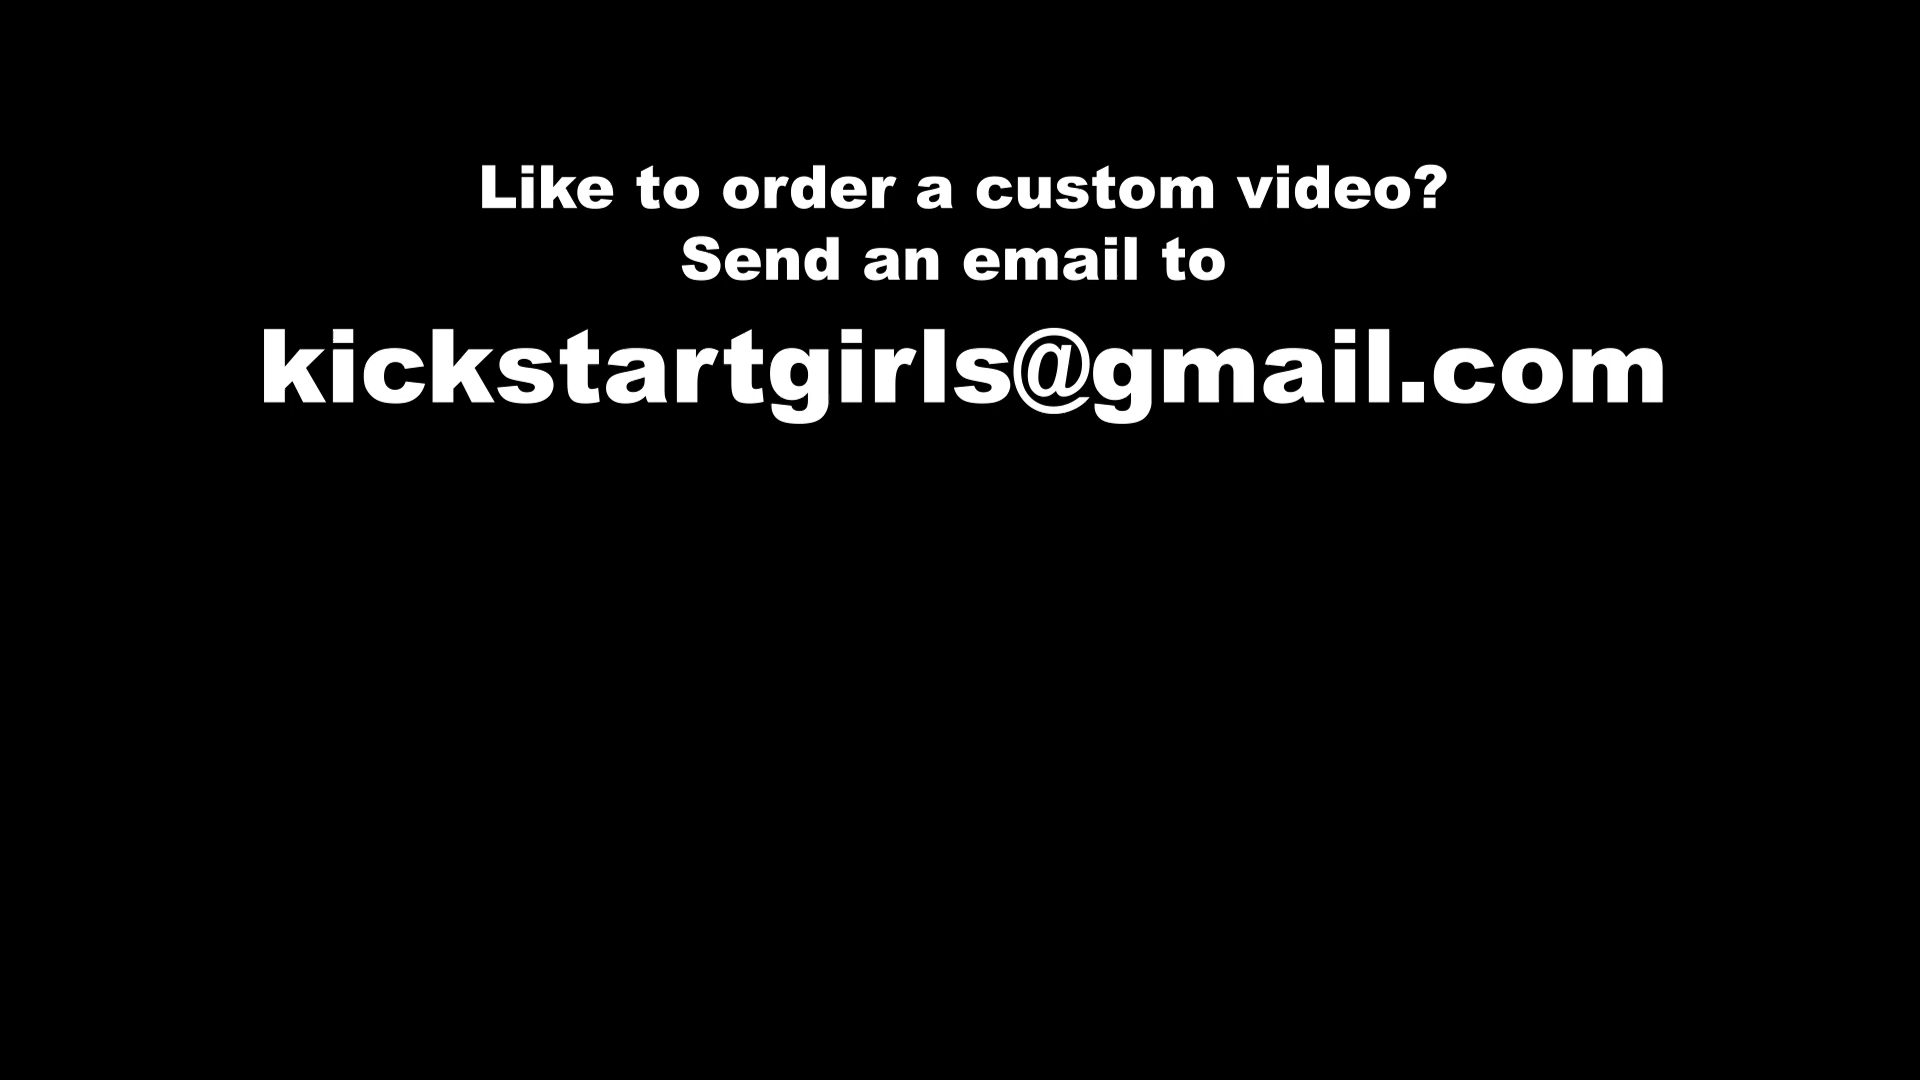 Like to order a custom video?
Send an email to
kickstartgirls@gmail.com